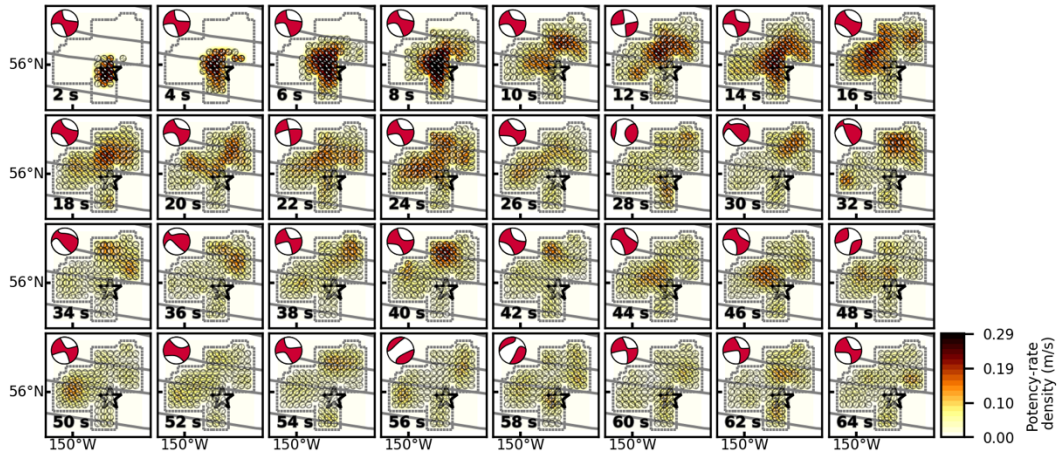 56°N
2 s 4 s 6 s 8 s 10 s 12 s 14 s 16 s
56°N
18 s 20 s 22 s 24 s 26 s 28 s 30 s 32 s
56°N
34 s 36 s 38 s 40 s 42 s 44 s 46 s 48 s
56°N
50 s 52 s 54 s 56 s 58 s 60 s 62 s 64 s
150°W 150°W 150°W 150°W 150°W 150°W 150°W 150°W
0.29
0.19
0.10
0.00
Potency-rate
density (m/s)